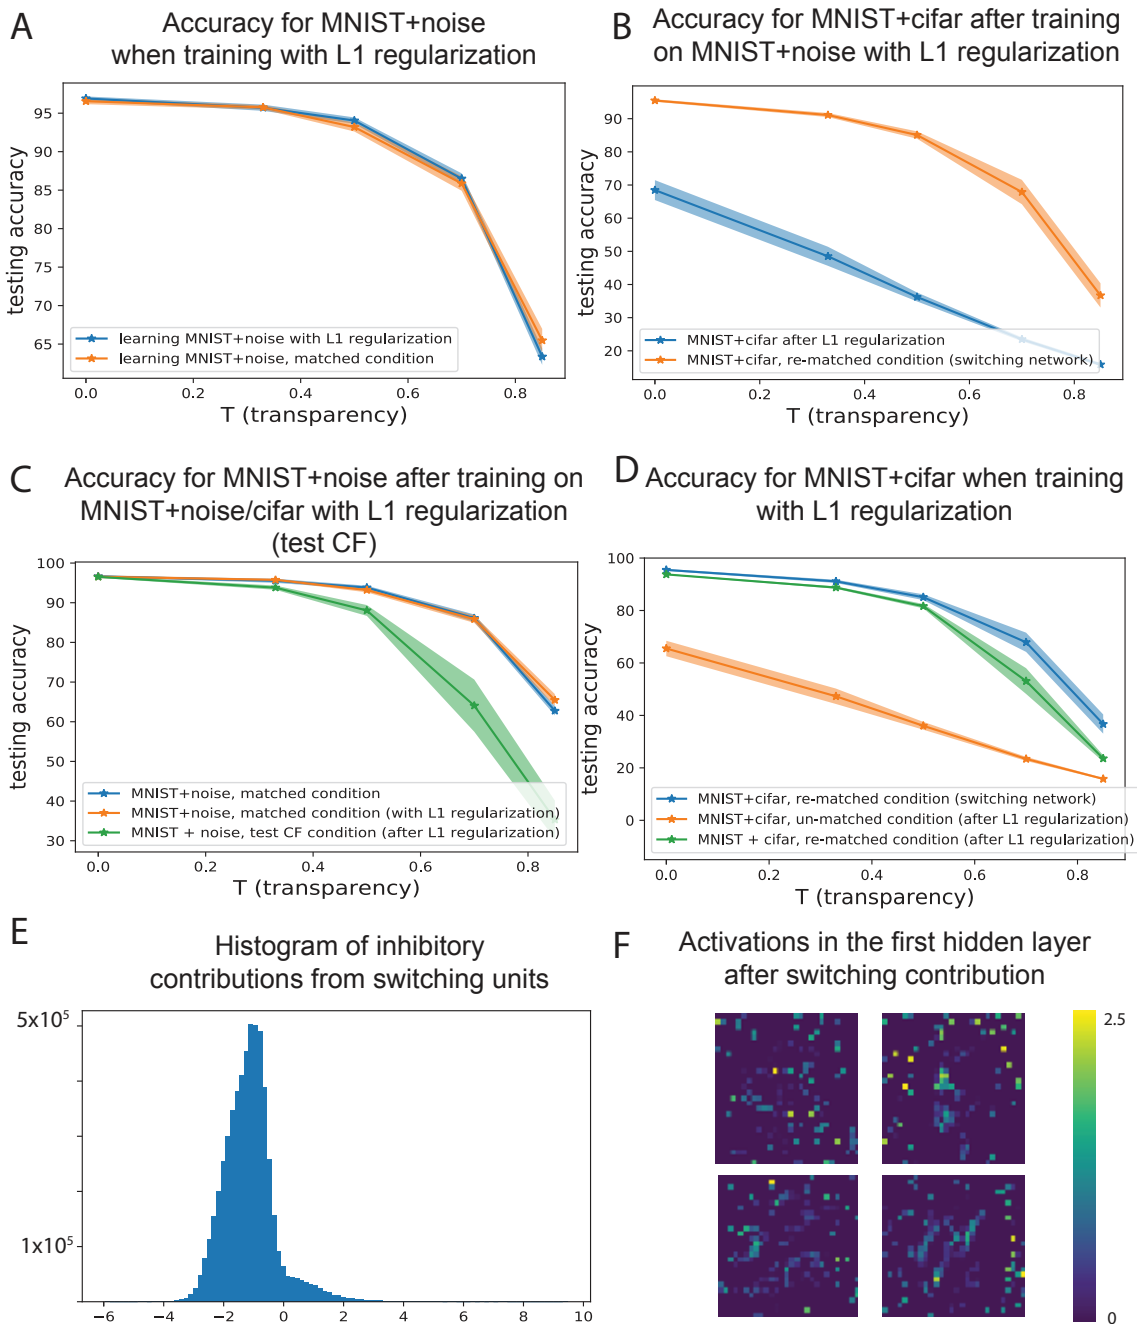 A
Accuracy for MNIST+noise
when training with L1 regularization
testing accuracy
95
90
85
80
75
70
65
learning MNIST+noise with L1 regularization
learning MNIST+noise, matched condition
0.0 0.2 0.4 0.6 0.8
T (transparency)
B
Accuracy for MNIST+cifar after training
on MNIST+noise with L1 regularization
testing accuracy
90
80
70
60
50
40
30
20
MNIST+cifar after L1 regularization
MNIST+cifar, re-matched condition (switching network)
0.0 0.2 0.4 0.6 0.8
T (transparency)
C
Accuracy for MNIST+noise after training on
MNIST+noise/cifar with L1 regularization
(test CF)
testing accuracy
100
90
80
70
60
50
40
30
MNIST+noise, matched condition
MNIST+noise, matched condition (with L1 regularization)
MNIST + noise, test CF condition (after L1 regularization)
0.0 0.2 0.4 0.6 0.8
T (transparency)
D
Accuracy for MNIST+cifar when training
with L1 regularization
testing accuracy
100
80
60
40
20
0
MNIST+cifar, re-matched condition (switching network)
MNIST+cifar, un-matched condition (after L1 regularization)
MNIST + cifar, re-matched condition (after L1 regularization)
0.0 0.2 0.4 0.6 0.8
T (transparency)
E
Histogram of inhibitory
contributions from switching units
5x10⁵
1x10⁵
−6 −4 −2 0 2 4 6 8 10
F
Activations in the first hidden layer
after switching contribution
2.5
0